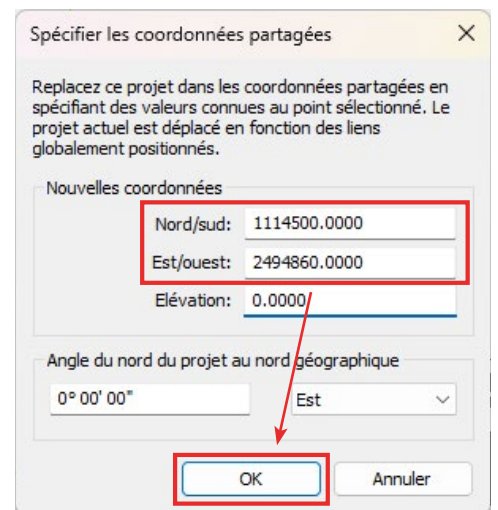 Spécifier les coordonnées partagées
Replacez ce projet dans les coordonnées partagées en
spécifiant des valeurs connues au point sélectionné. Le
projet actuel est déplacé en fonction des liens
globalement positionnés.
Nouvelles coordonnées
Nord/sud: 1114500.0000
Est/ouest: 2494860.0000
Elévation: 0.0000
Angle du nord du projet au nord géographique
0° 00' 00" Est
OK Annuler